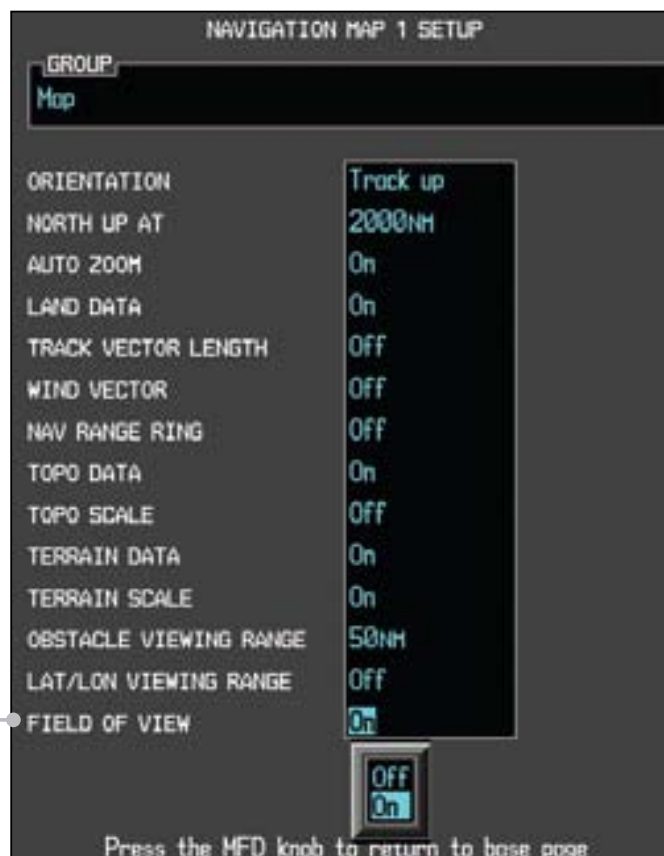 NAVIGATION MAP 1 SETUP
GROUP
Map
ORIENTATION Track up
NORTH UP AT 2000NM
AUTO ZOOM On
LAND DATA On
TRACK VECTOR LENGTH Off
WIND VECTOR Off
NAV RANGE RING Off
TOPO DATA On
TOPO SCALE Off
TERRAIN DATA On
TERRAIN SCALE On
OBSTACLE VIEWING RANGE 50NM
LAT/LON VIEWING RANGE Off
FIELD OF VIEW On
Off
On
Press the MFD knob to return to base page